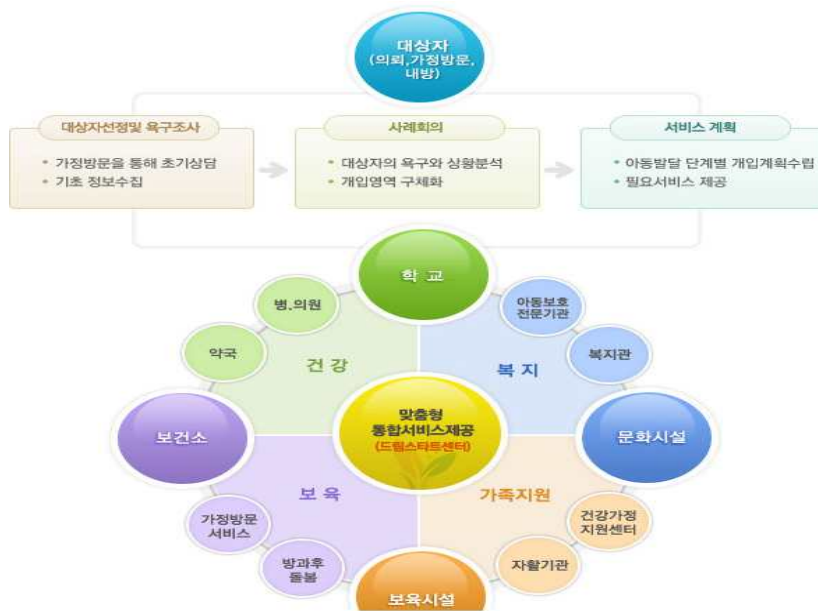 대상자
(의뢰,가정방문,
내방)
대상자선정및 욕구조사
• 가정방문을 통해 초기상담
• 기초 정보수집
사례회의
• 대상자의 욕구와 상황분석
• 개입영역 구체화
서비스 계획
• 아동발달 단계별 개입계획수립
• 필요서비스 제공
학 교
병.의원
아동보호
전문기관
약국
복지관
건 강
복 지
보건소
맞춤형
통합서비스제공
(드림스타트센터)
문화시설
보 육
가족지원
가정방문
서비스
건강가정
지원센터
방과후
돌봄
자활기관
보육시설